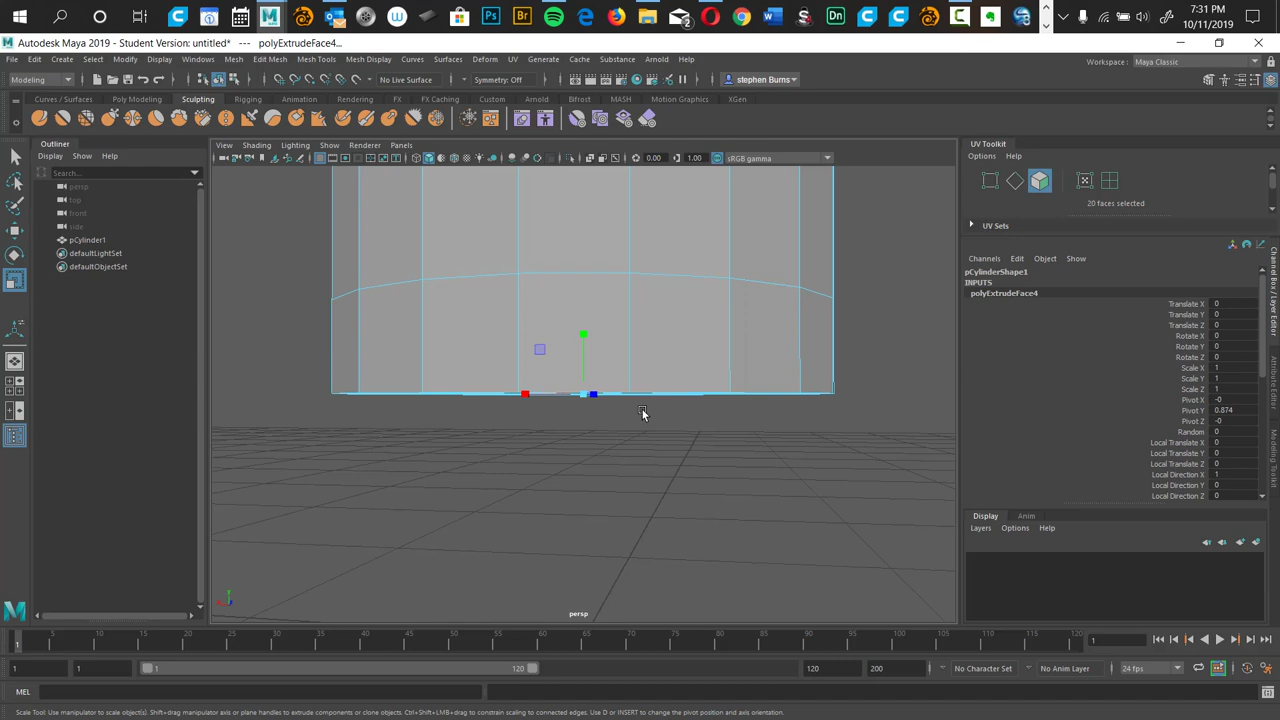 7:31 PM
10/11/2019
Autodesk Maya 2019 - Student Version: untitled*   ---   polyExtrudeFace4...
File Edit Create Select Modify Display Windows Mesh Edit Mesh Mesh Tools Mesh Display Curves Surfaces Deform UV Generate Cache Substance Arnold Help
Workspace : Maya Classic
Modeling No Live Surface Symmetry: Off stephen Burns
Curves / Surfaces Poly Modeling Sculpting Rigging Animation Rendering FX FX Caching Custom Arnold Bifrost MASH Motion Graphics XGen
Outliner
Display Show Help
Search...
persp
top
front
side
pCylinder1
defaultLightSet
defaultObjectSet
View Shading Lighting Show Renderer Panels
0.00 1.00 sRGB gamma
persp
UV Toolkit
Options Help
20 faces selected
UV Sets
Channels Edit Object Show
pCylinderShape1
INPUTS
polyExtrudeFace4
Translate X 0
Translate Y 0
Translate Z 0
Rotate X 0
Rotate Y 0
Rotate Z 0
Scale X 1
Scale Y 1
Scale Z 1
Pivot X -0
Pivot Y 0.874
Pivot Z -0
Random 0
Local Translate X 0
Local Translate Y 0
Local Translate Z 0
Local Direction X 1
Local Direction Y 0
Local Direction Z 0
Display Anim
Layers Options Help
Channel Box / Layer Editor
Attribute Editor
Modeling Toolkit
5 10 15 20 25 30 35 40 45 50 55 60 65 70 75 80 85 90 95 100 105 110 115 120
1
1
1 1 1 120 120 200 No Character Set No Anim Layer 24 fps
MEL
Scale Tool: Use manipulator to scale object(s). Shift+drag manipulator axis or plane handles to extrude components or clone objects. Ctrl+Shift+LMB+drag to constrain scaling to connected edges. Use D or INSERT to change the pivot position and axis orientation.